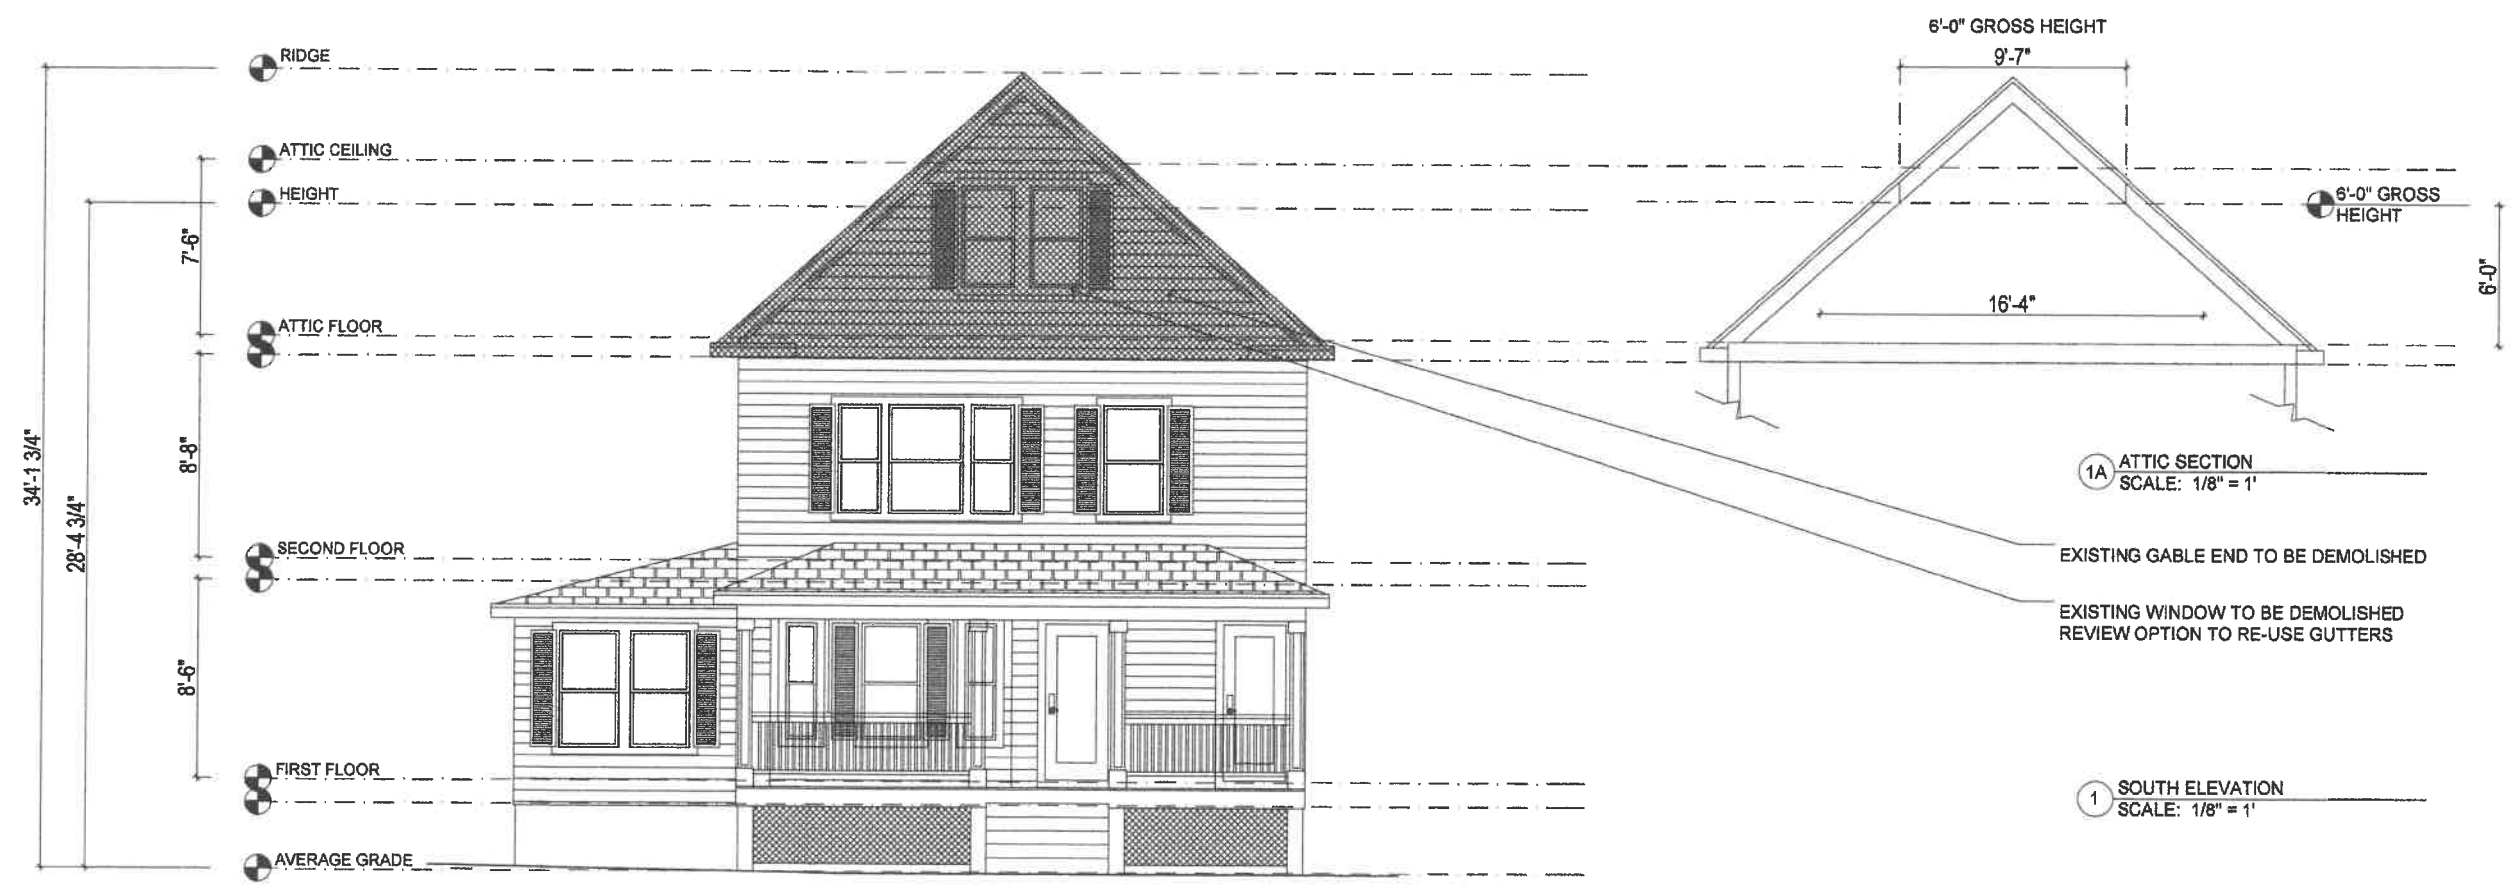 6'-0" GROSS HEIGHT
9'-7"
RIDGE
ATTIC CEILING
HEIGHT
6'-0" GROSS
HEIGHT
7'-6"
6'-0"
16'-4"
ATTIC FLOOR
34'-1 3/4"
28'-4 3/4"
8'-8"
1A
ATTIC SECTION
SCALE: 1/8" = 1'
SECOND FLOOR
EXISTING GABLE END TO BE DEMOLISHED
EXISTING WINDOW TO BE DEMOLISHED
REVIEW OPTION TO RE-USE GUTTERS
8'-6"
FIRST FLOOR
1
SOUTH ELEVATION
SCALE: 1/8" = 1'
AVERAGE GRADE